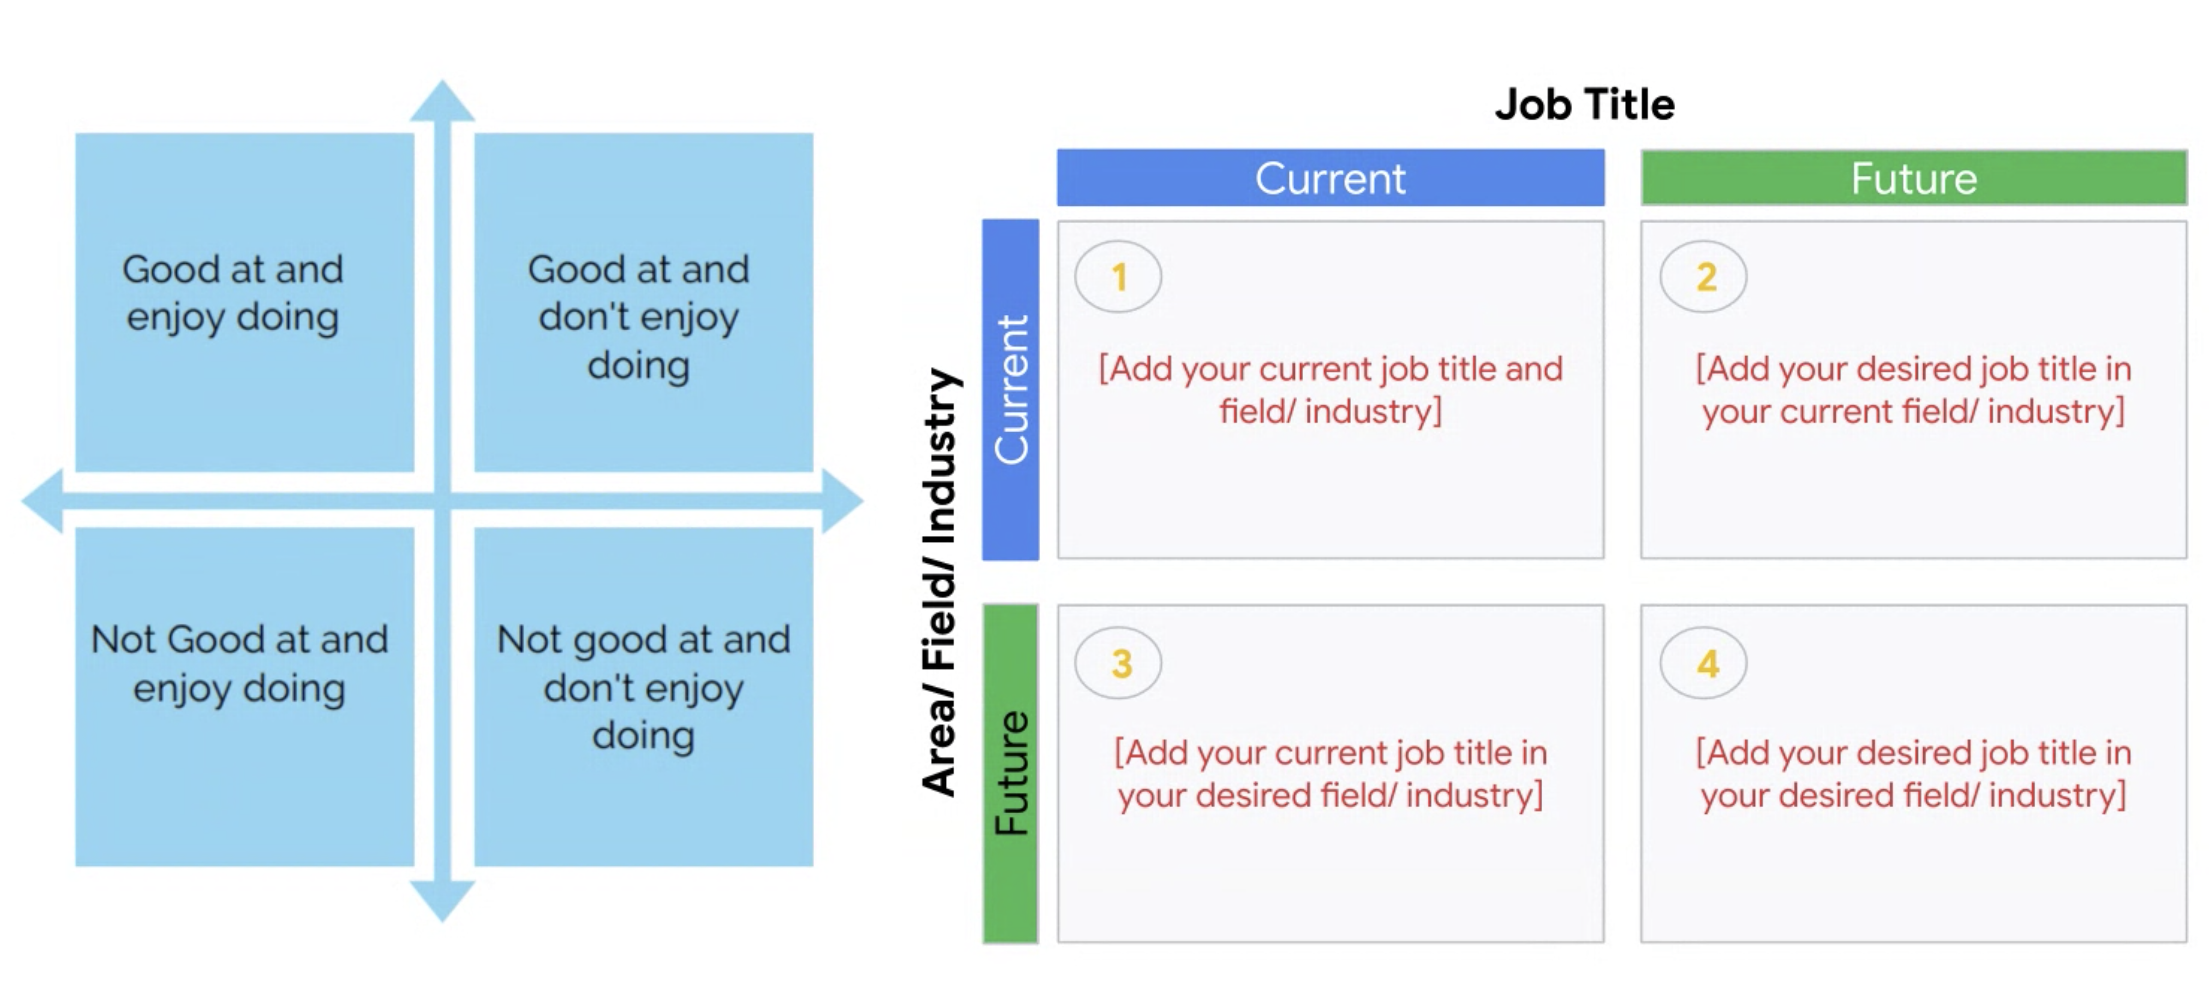 Good at and
enjoy doing
Good at and
don't enjoy
doing
Not Good at and
enjoy doing
Not good at and
don't enjoy
doing
Job Title
Current
Future
Area/ Field/ Industry
Current
1
[Add your current job title and
field/ industry]
2
[Add your desired job title in
your current field/ industry]
Future
3
[Add your current job title in
your desired field/ industry]
4
[Add your desired job title in
your desired field/ industry]